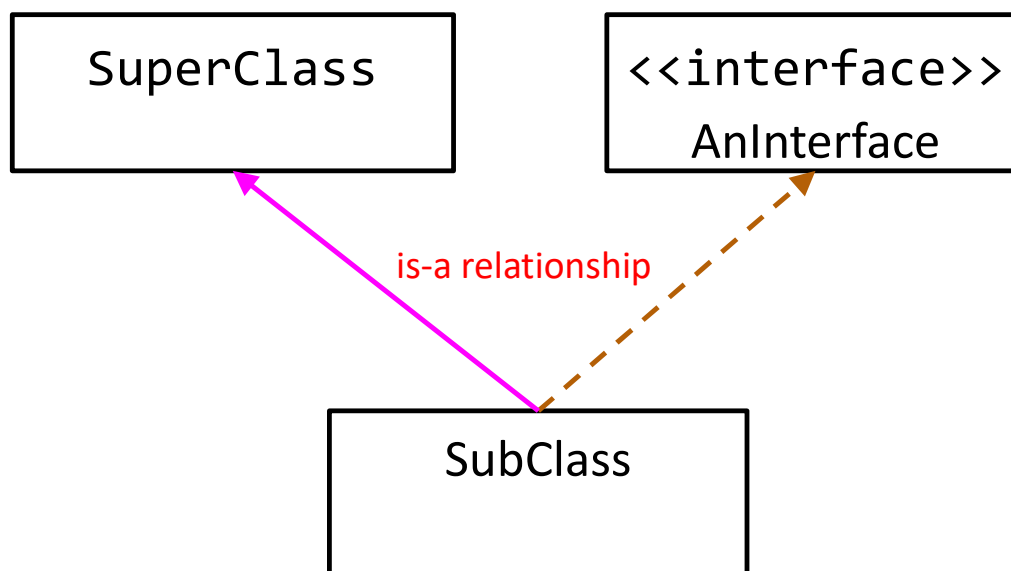 SuperClass
<<interface>>
AnInterface
is-a relationship
SubClass